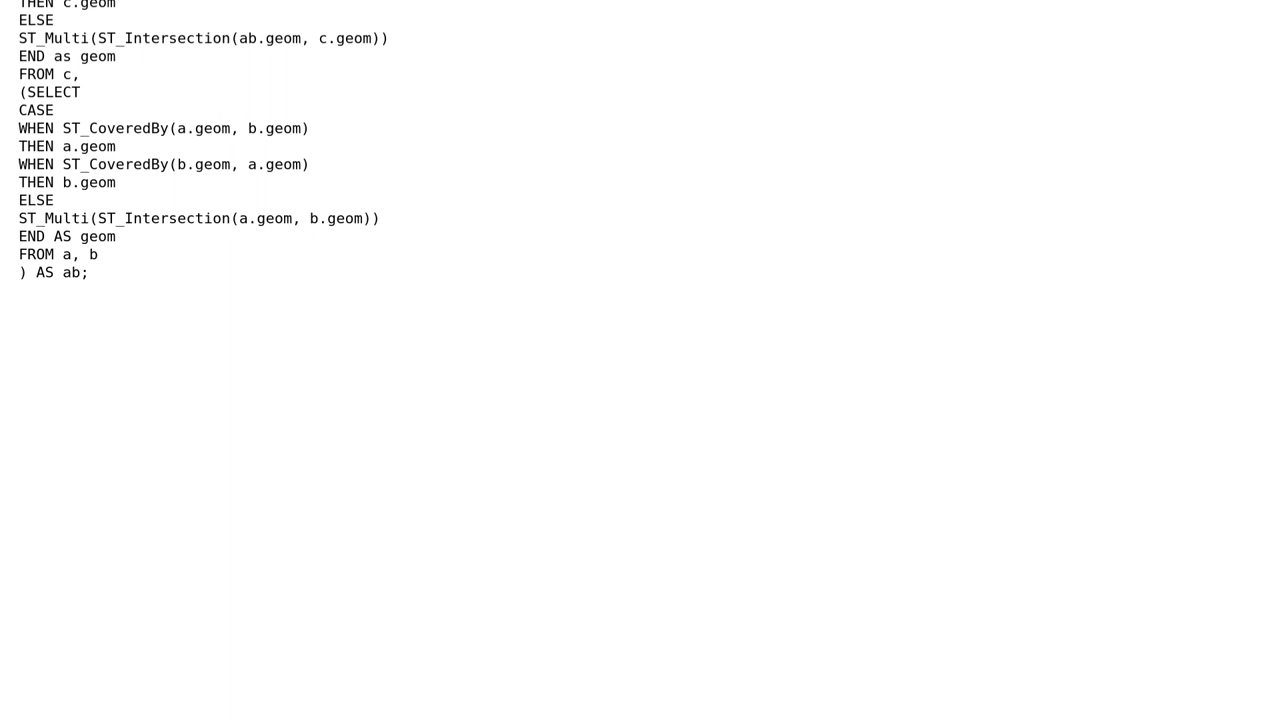 THEN c.geom
ELSE
ST_Multi(ST_Intersection(ab.geom, c.geom))
END as geom
FROM c,
(SELECT
CASE
WHEN ST_CoveredBy(a.geom, b.geom)
THEN a.geom
WHEN ST_CoveredBy(b.geom, a.geom)
THEN b.geom
ELSE
ST_Multi(ST_Intersection(a.geom, b.geom))
END AS geom
FROM a, b
) AS ab;